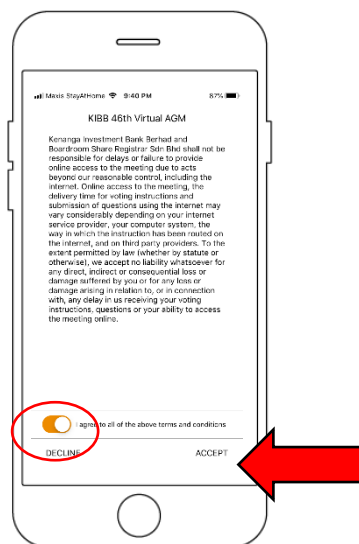 Maxis StayAtHome 9:40 PM 87%
KIBB 46th Virtual AGM
Kenanga Investment Bank Berhad and
Boardroom Share Registrar Sdn Bhd shall not be
responsible for delays or failure to provide
online access to the meeting due to acts
beyond our reasonable control, including the
internet. Online access to the meeting, the
delivery time for voting instructions and
submission of questions using the internet may
vary considerably depending on your internet
service provider, your computer system, the
way in which the instruction has been routed on
the internet, and on third party providers. To the
extent permitted by law (whether by statute or
otherwise), we accept no liability whatsoever for
any direct, indirect or consequential loss or
damage suffered by you or for any loss or
damage arising in relation to, or in connection
with, any delay in us receiving your voting
instructions, questions or your ability to access
the meeting online.
I agree to all of the above terms and conditions
DECLINE ACCEPT